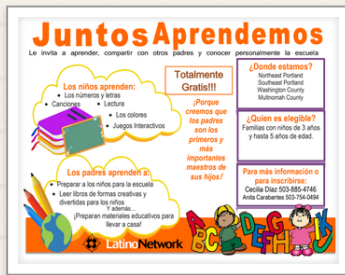 Juntos Aprendemos
Le invita a aprender, compartir con otros padres y conocer personalmente la escuela
Los niños aprenden:
Los números y letras
Canciones
Lectura
Los colores
Juegos Interactivos
Los padres aprenden a:
Preparar a los niños para la escuela
Leer libros de formas creativas y
divertidas para los niños
Y además...
¡Preparan materiales educativos para
llevar a casa!
LatinoNetwork
Totalmente
Gratis!!!
¡Porque
creemos que
los padres
son los
primeros y
más
importantes
maestros de
sus hijos!
¿Donde estamos?
Northeast Portland
Southeast Portland
Washington County
Multnomah County
¿Quien es elegible?
Familias con niños de 3 años
y hasta 5 años de edad.
Para más información o
para inscribirse:
Cecilia Diaz 503-885-4746
Anita Carabantes 503-754-0494
ABCDEFGHIJK